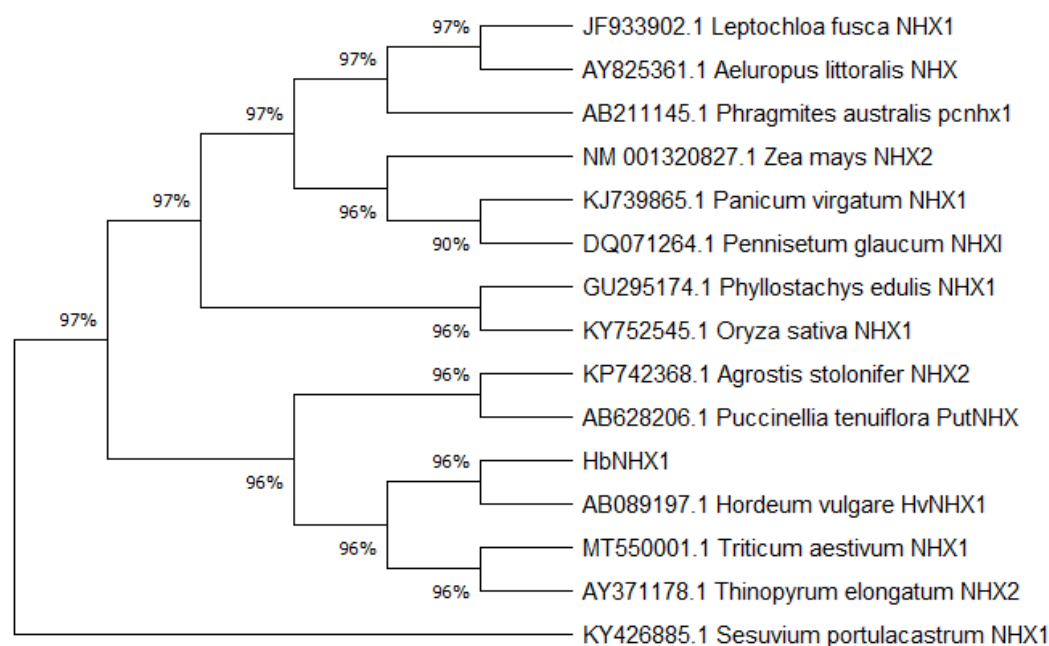 97%
JF933902.1 Leptochloa fusca NHX1
97%
AY825361.1 Aeluropus littoralis NHX
97%
AB211145.1 Phragmites australis pcnhx1
NM 001320827.1 Zea mays NHX2
97%
KJ739865.1 Panicum virgatum NHX1
96%
90%
DQ071264.1 Pennisetum glaucum NHXI
GU295174.1 Phyllostachys edulis NHX1
97%
96%
KY752545.1 Oryza sativa NHX1
96%
KP742368.1 Agrostis stolonifer NHX2
AB628206.1 Puccinellia tenuiflora PutNHX
96%
HbNHX1
96%
AB089197.1 Hordeum vulgare HvNHX1
96%
MT550001.1 Triticum aestivum NHX1
96%
AY371178.1 Thinopyrum elongatum NHX2
KY426885.1 Sesuvium portulacastrum NHX1